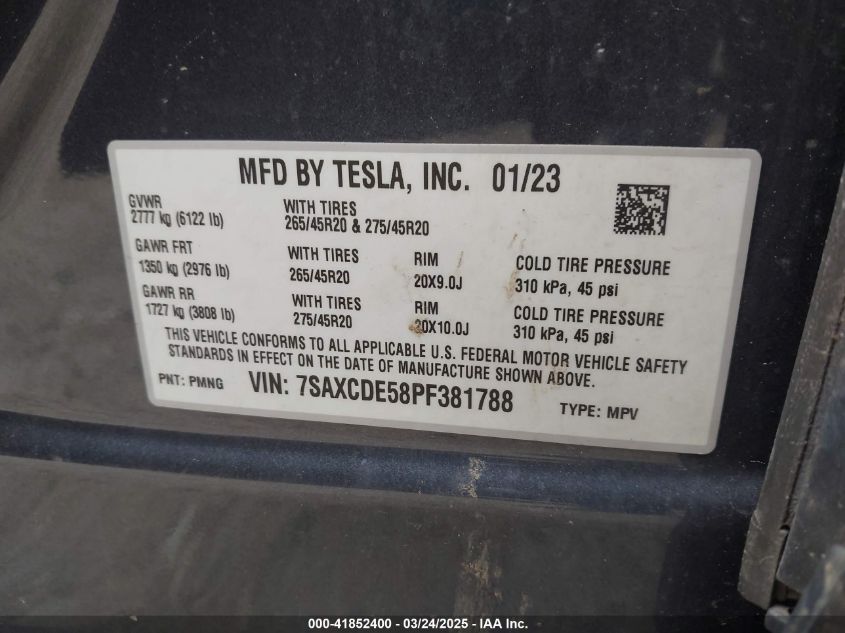 MFD BY TESLA, INC. 01/23
GVWR
2777 kg (6122 lb)
WITH TIRES
265/45R20 & 275/45R20
GAWR FRT
1350 kg (2976 lb)
WITH TIRES
265/45R20
RIM
20X9.0J
COLD TIRE PRESSURE
310 kPa, 45 psi
GAWR RR
1727 kg (3808 lb)
WITH TIRES
275/45R20
RIM
20X10.0J
COLD TIRE PRESSURE
310 kPa, 45 psi
THIS VEHICLE CONFORMS TO ALL APPLICABLE U.S. FEDERAL MOTOR VEHICLE SAFETY
STANDARDS IN EFFECT ON THE DATE OF MANUFACTURE SHOWN ABOVE.
PNT: PMNG VIN: 7SAXCDE58PF381788 TYPE: MPV
000-41852400 - 03/24/2025 - IAA Inc.